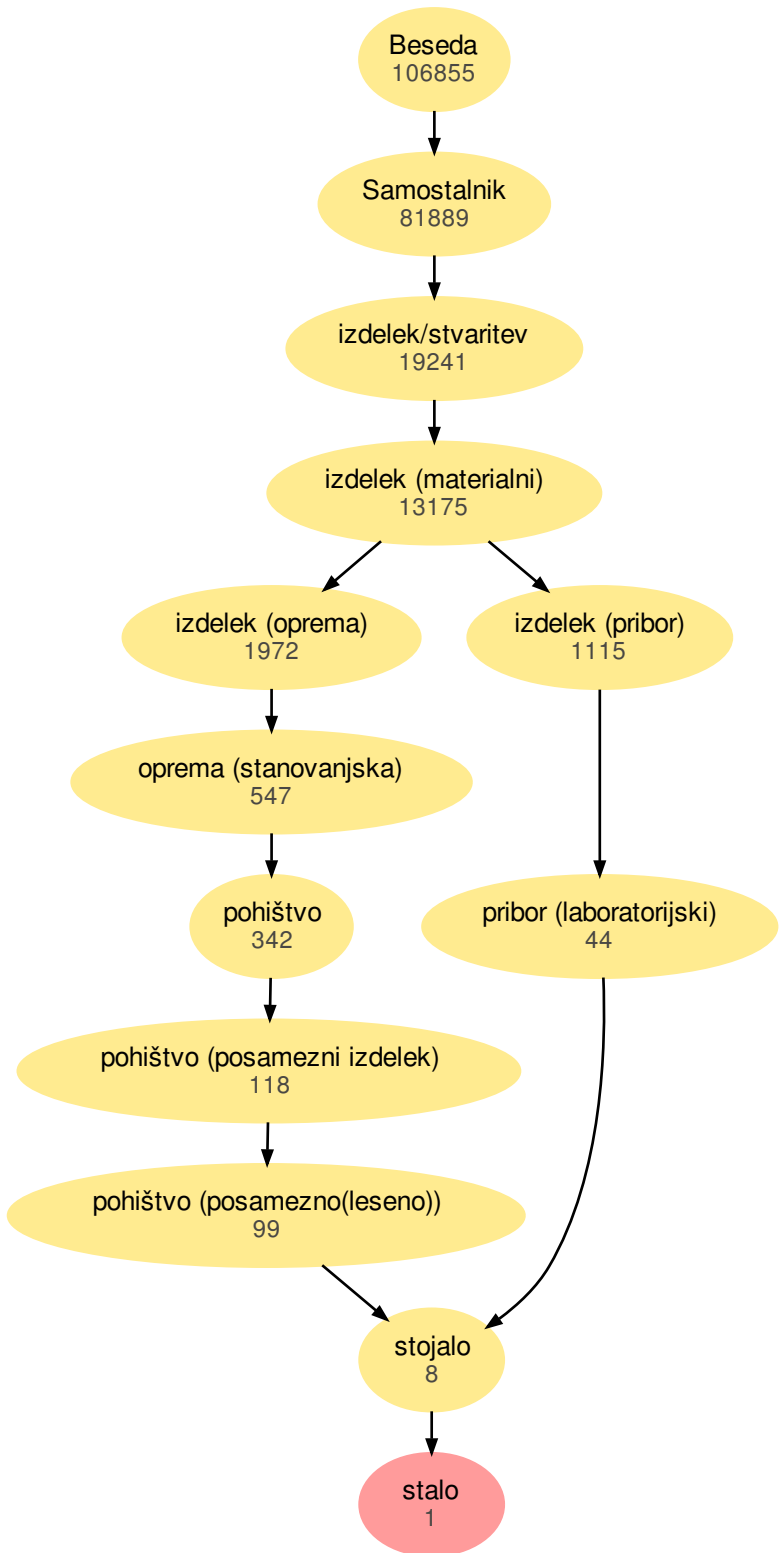 Beseda
106855
Samostalnik
81889
izdelek/stvaritev
19241
izdelek (materialni)
13175
izdelek (oprema)
1972
izdelek (pribor)
1115
oprema (stanovanjska)
547
pohištvo
342
pribor (laboratorijski)
44
pohištvo (posamezni izdelek)
118
pohištvo (posamezno(leseno))
99
stojalo
8
stalo
1